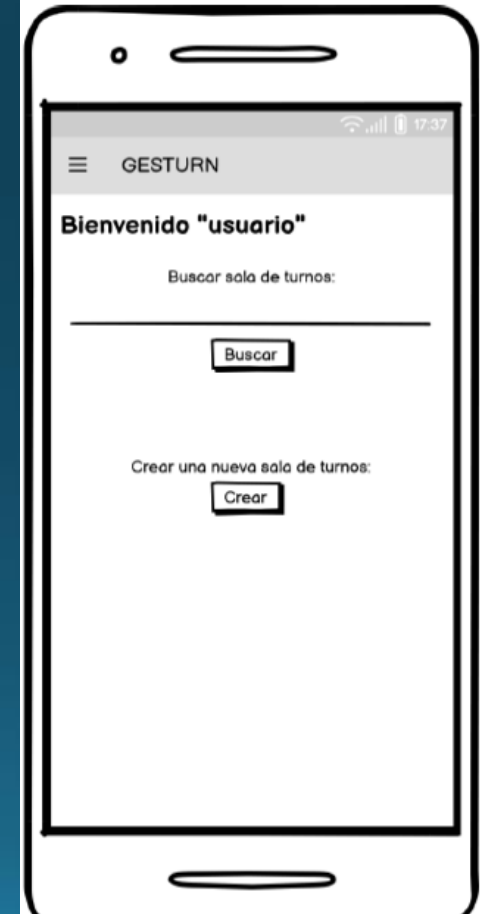 17:37
GESTURN
Bienvenido "usuario"
Buscar sala de turnos:
Buscar
Crear una nueva sala de turnos:
Crear